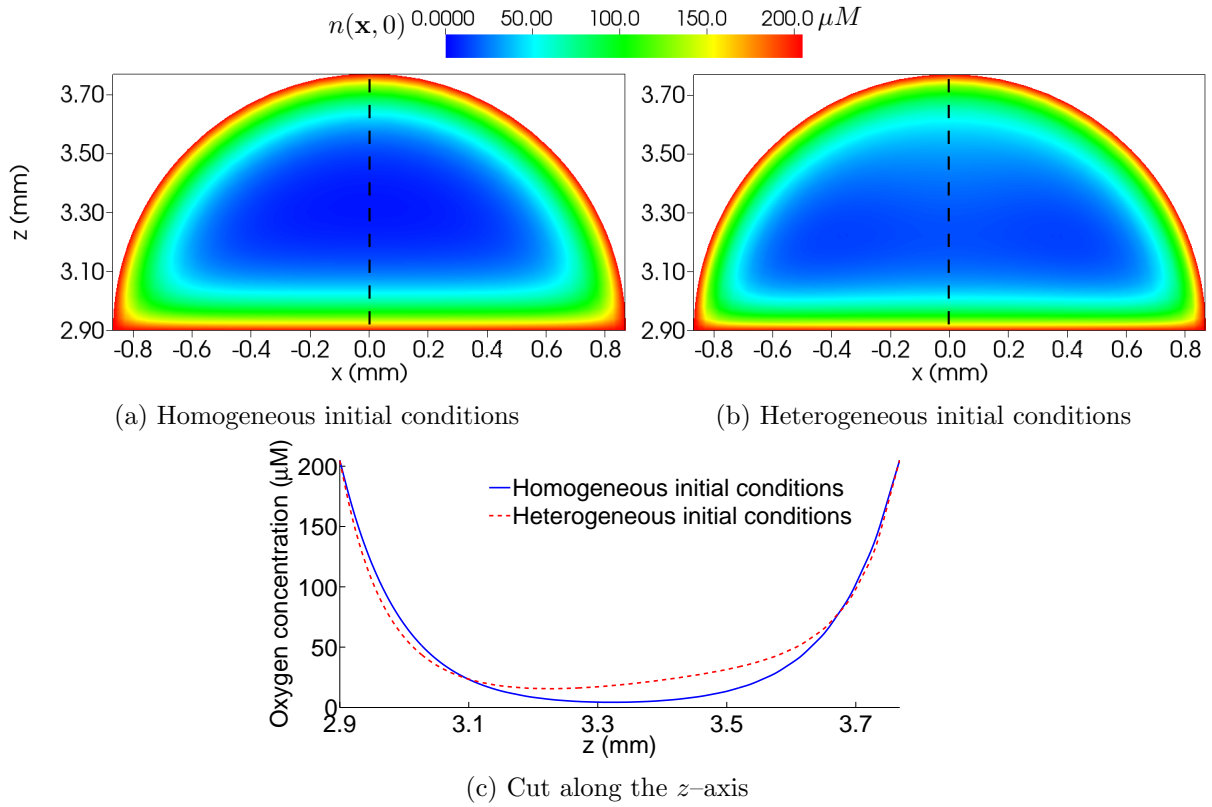 n(x, 0) 0.0000 50.00 100.0 150.0 200.0 μM
z (mm)
3.70
3.50
3.30
3.10
2.90
-0.8 -0.6 -0.4 -0.2 0.0 0.2 0.4 0.6 0.8
x (mm)
3.70
3.50
3.30
3.10
2.90
-0.8 -0.6 -0.4 -0.2 0.0 0.2 0.4 0.6 0.8
x (mm)
(a) Homogeneous initial conditions
(b) Heterogeneous initial conditions
Oxygen concentration (μM)
200
150
100
50
0
Homogeneous initial conditions
Heterogeneous initial conditions
2.9 3.1 3.3 3.5 3.7
z (mm)
(c) Cut along the z–axis